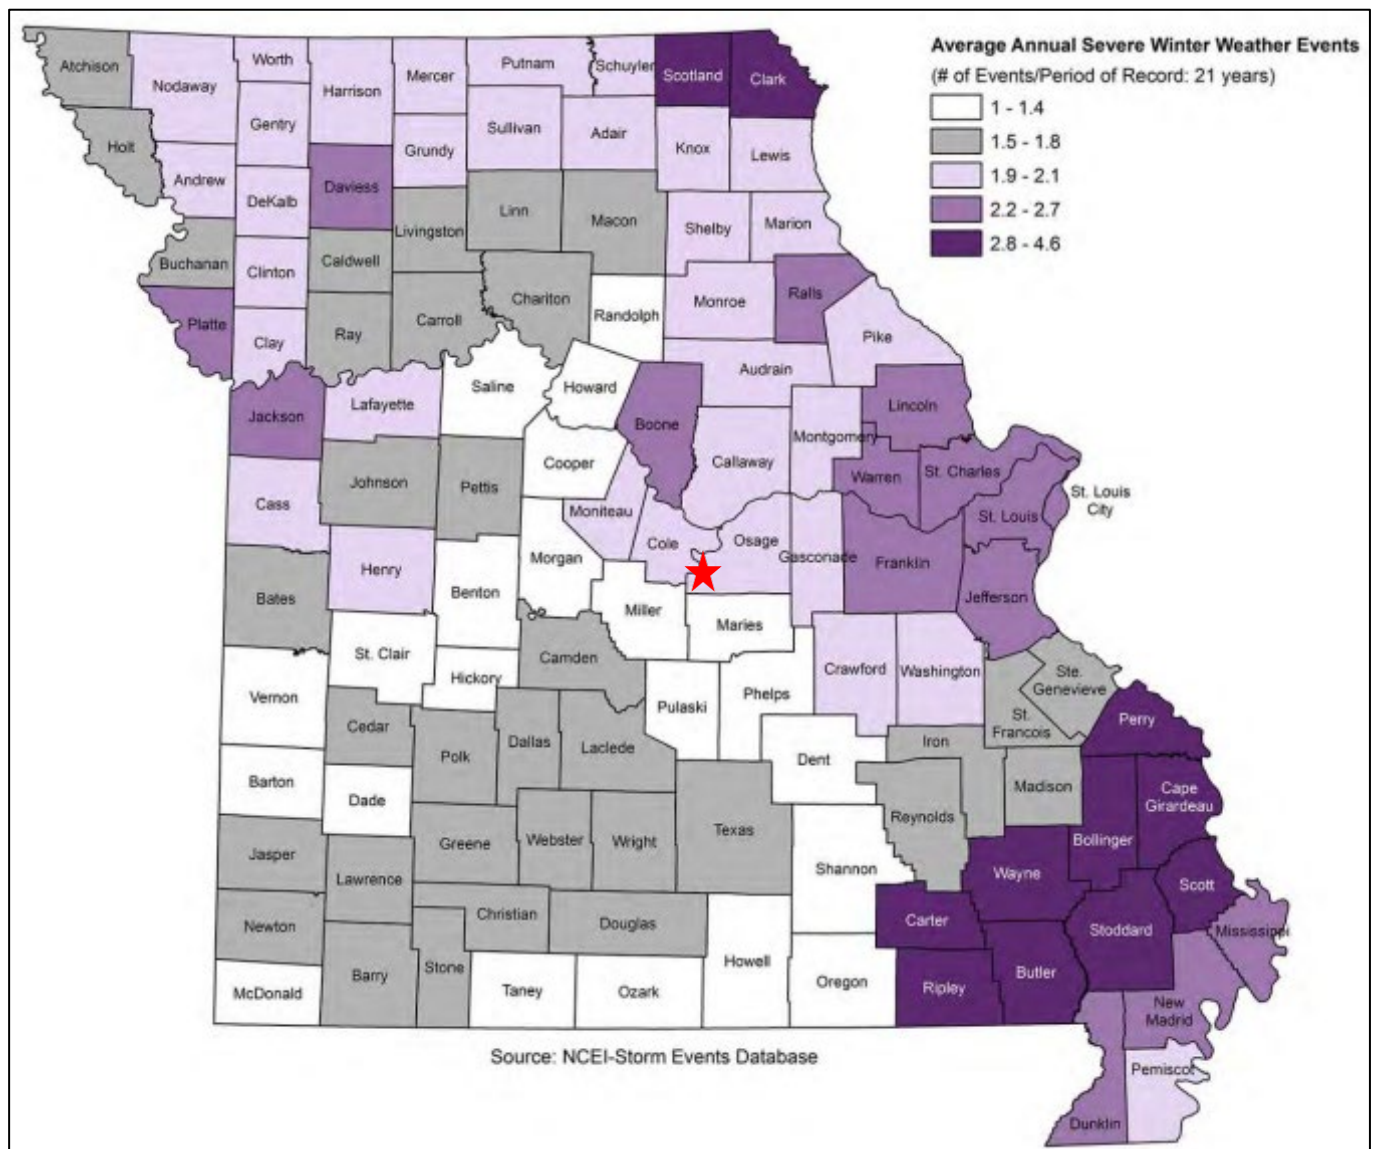 Average Annual Severe Winter Weather Events
(# of Events/Period of Record: 21 years)
1 - 1.4
1.5 - 1.8
1.9 - 2.1
2.2 - 2.7
2.8 - 4.6
Atchison
Nodaway
Worth
Harrison
Mercer
Putnam
Schuyler
Scotland
Clark
Holt
Gentry
Sullivan
Adair
Knox
Lewis
Andrew
DeKalb
Daviess
Grundy
Livingston
Linn
Macon
Shelby
Marion
Buchanan
Clinton
Caldwell
Chariton
Randolph
Monroe
Ralls
Platte
Clay
Ray
Carroll
Pike
Saline
Howard
Audrain
Jackson
Lafayette
Boone
Lincoln
Cooper
Callaway
Montgomery
Warren
St. Charles
Johnson
Pettis
St. Louis
City
Cass
Moniteau
St. Louis
Cole
Osage
Gasconade
Franklin
Morgan
Henry
Benton
Bates
Miller
Maries
Jefferson
St. Clair
Camden
Hickory
Crawford
Washington
Ste.
Genevieve
Vernon
Pulaski
Phelps
St.
Francois
Perry
Cedar
Polk
Dallas
Laclede
Dent
Iron
Barton
Dade
Madison
Cape
Girardeau
Reynolds
Texas
Jasper
Greene
Webster
Wright
Bollinger
Lawrence
Shannon
Wayne
Scott
Newton
Christian
Douglas
Carter
Stoddard
Mississippi
McDonald
Barry
Stone
Taney
Ozark
Howell
Oregon
Ripley
Butler
New
Madrid
Source: NCEI-Storm Events Database
Pemiscot
Dunklin